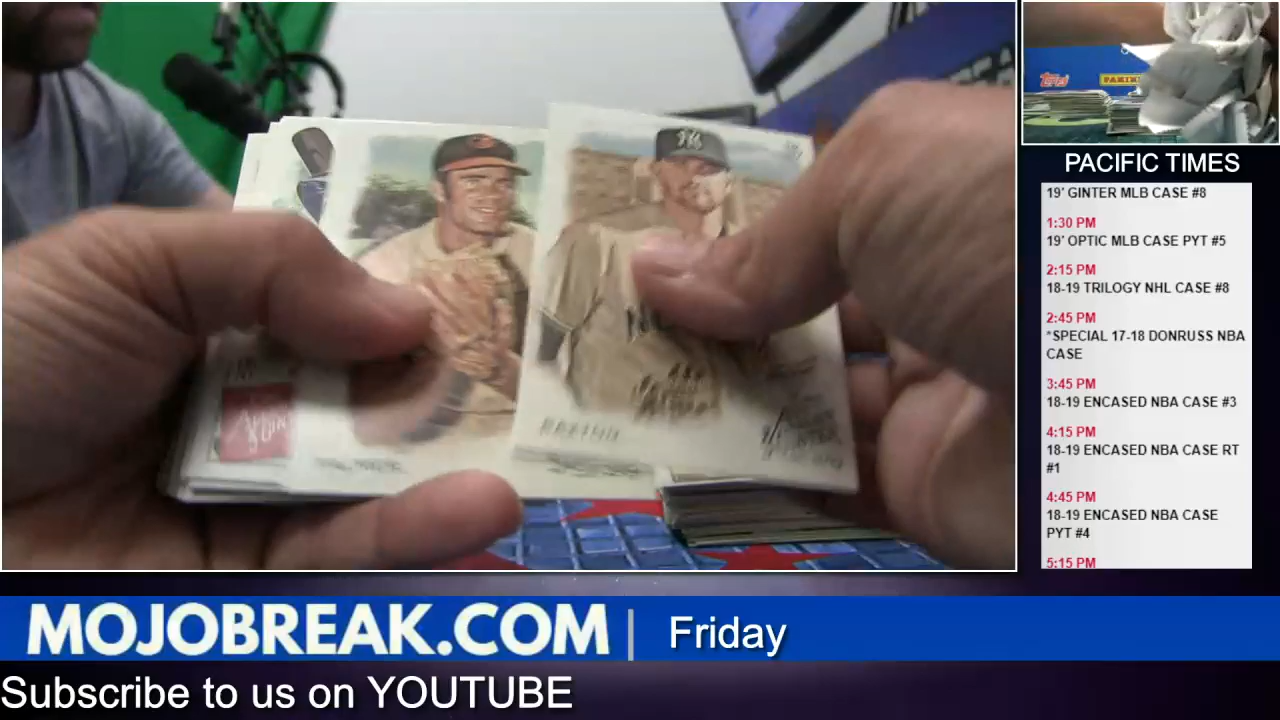 Topps
PANINI
PACIFIC TIMES
19' GINTER MLB CASE #8
1:30 PM
19' OPTIC MLB CASE PYT #5
2:15 PM
18-19 TRILOGY NHL CASE #8
2:45 PM
*SPECIAL 17-18 DONRUSS NBA
CASE
3:45 PM
18-19 ENCASED NBA CASE #3
4:15 PM
18-19 ENCASED NBA CASE RT
#1
4:45 PM
18-19 ENCASED NBA CASE
PYT #4
5:15 PM
MOJOBREAK.COM | Friday
Subscribe to us on YOUTUBE